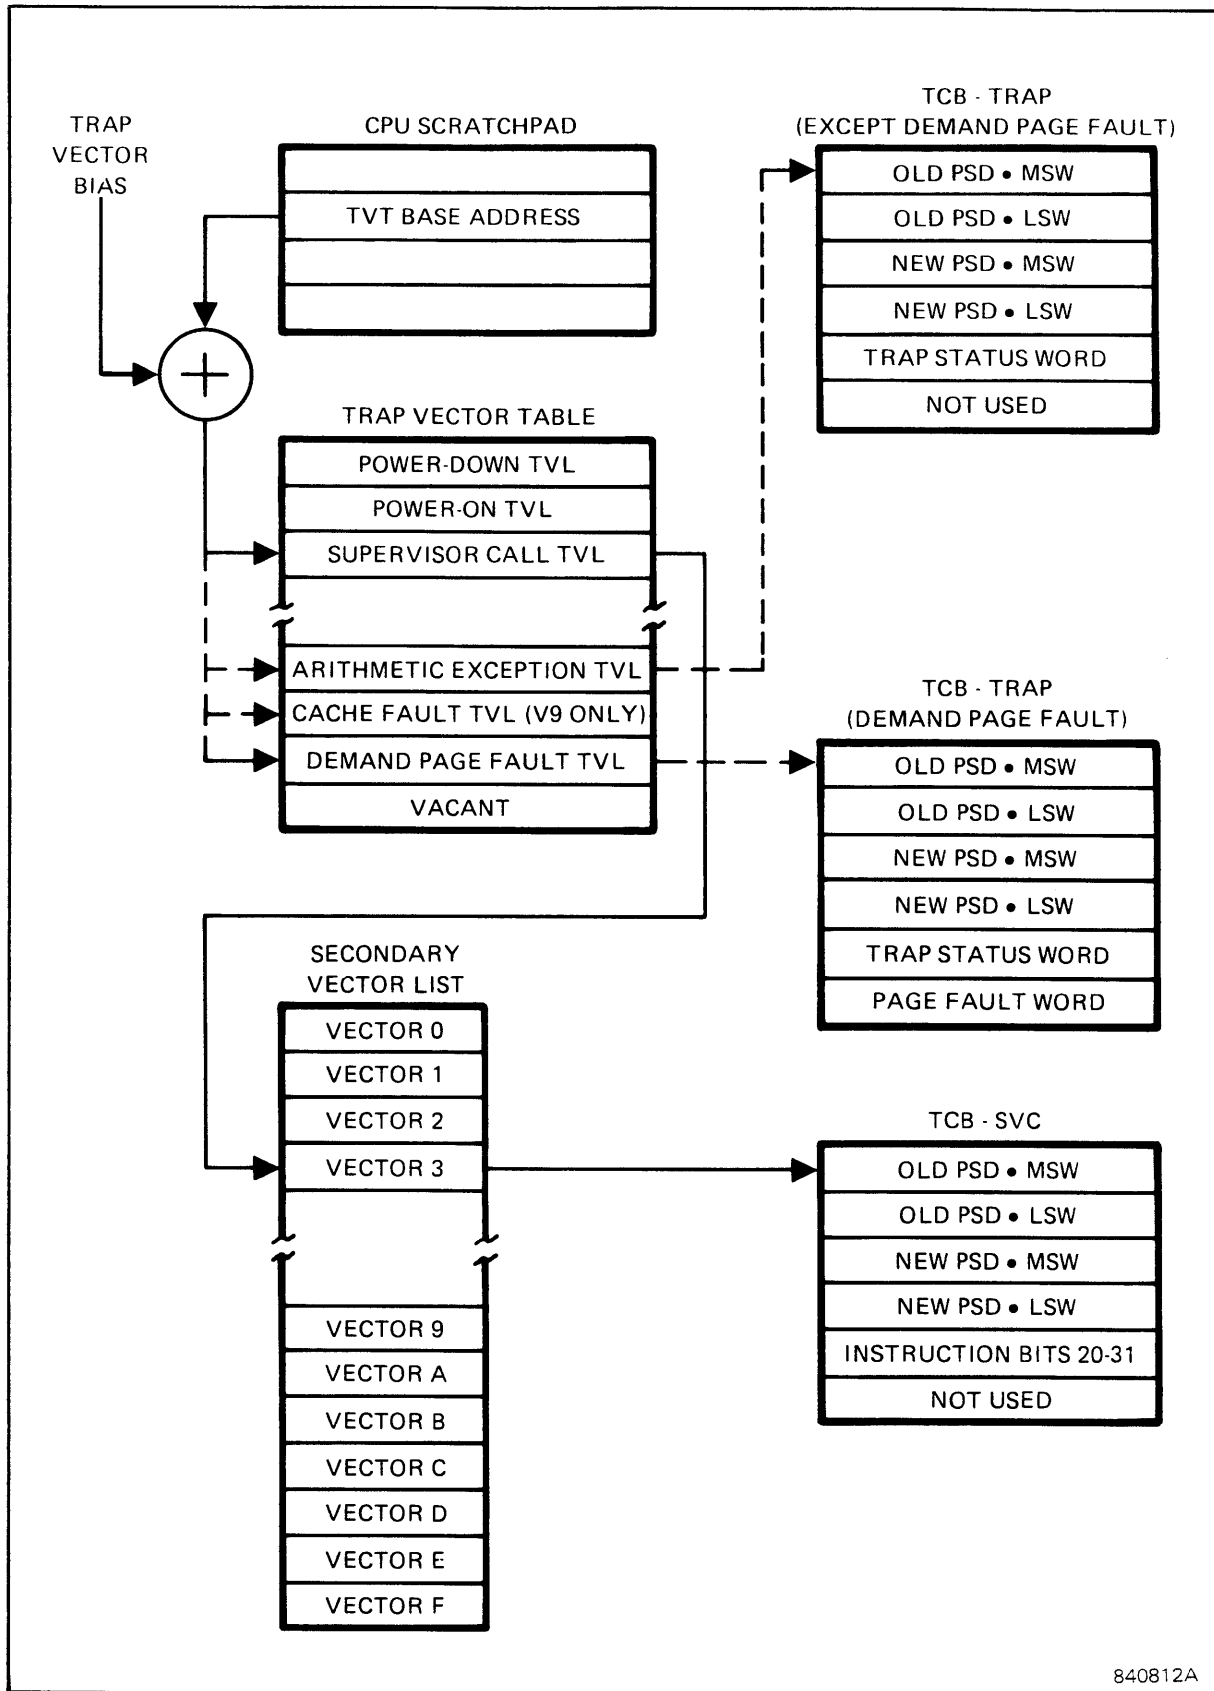 TRAP
VECTOR
BIAS
CPU SCRATCHPAD
TVT BASE ADDRESS
TRAP VECTOR TABLE
POWER-DOWN TVL
POWER-ON TVL
SUPERVISOR CALL TVL
ARITHMETIC EXCEPTION TVL
CACHE FAULT TVL (V9 ONLY)
DEMAND PAGE FAULT TVL
VACANT
SECONDARY
VECTOR LIST
VECTOR 0
VECTOR 1
VECTOR 2
VECTOR 3
VECTOR 9
VECTOR A
VECTOR B
VECTOR C
VECTOR D
VECTOR E
VECTOR F
TCB - TRAP
(EXCEPT DEMAND PAGE FAULT)
OLD PSD • MSW
OLD PSD • LSW
NEW PSD • MSW
NEW PSD • LSW
TRAP STATUS WORD
NOT USED
TCB - TRAP
(DEMAND PAGE FAULT)
OLD PSD • MSW
OLD PSD • LSW
NEW PSD • MSW
NEW PSD • LSW
TRAP STATUS WORD
PAGE FAULT WORD
TCB - SVC
OLD PSD • MSW
OLD PSD • LSW
NEW PSD • MSW
NEW PSD • LSW
INSTRUCTION BITS 20-31
NOT USED
840812A